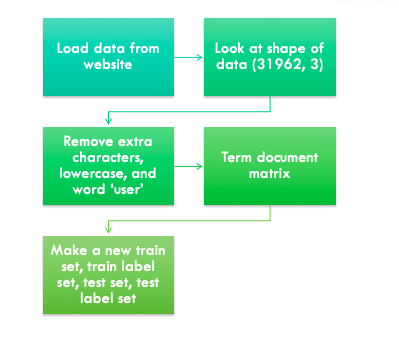 Load data from
website
Look at shape of
data (31962, 3)
Remove extra
characters,
lowercase, and
word ‘user’
Term document
matrix
Make a new train
set, train label
set, test set, test
label set